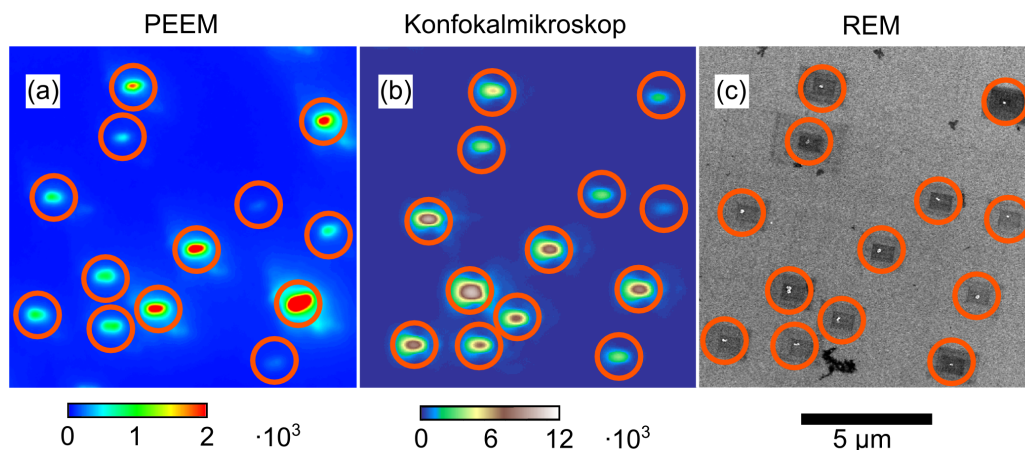 PEEM Konfokalmikroskop REM
(a) (b) (c)
0 1 2 ·10³ 0 6 12 ·10³ 5 µm